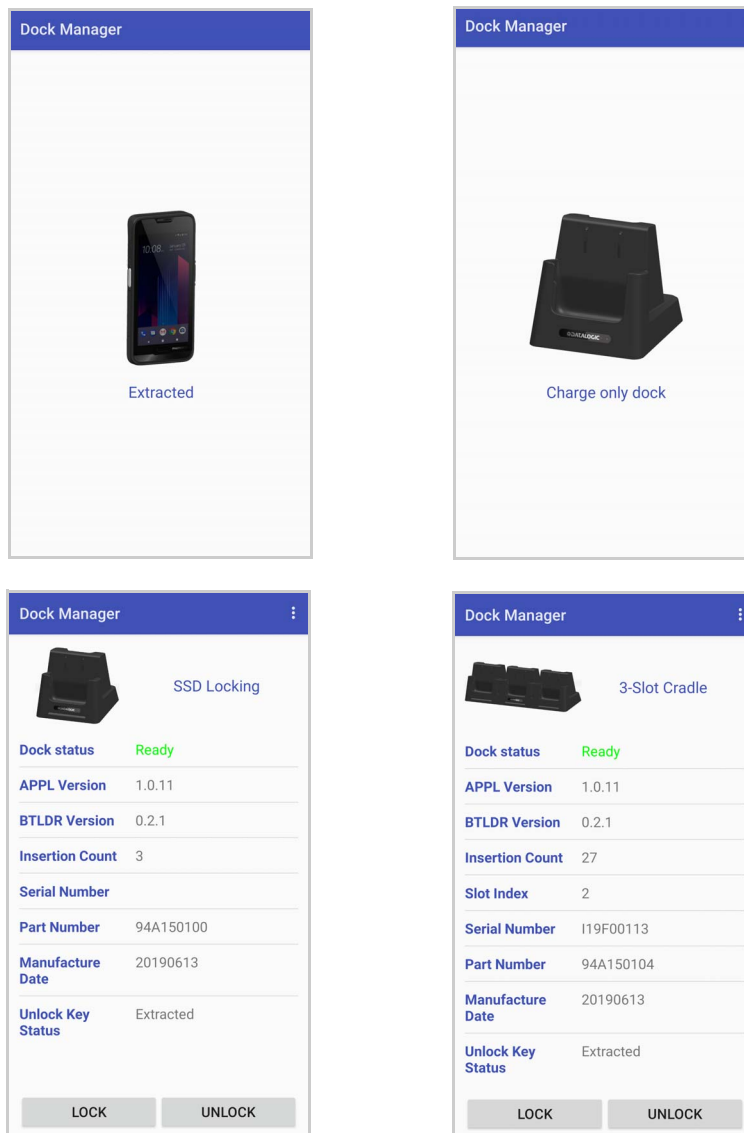 Dock Manager
10:08
Extracted
Dock Manager
DATALOGIC
Charge only dock
Dock Manager
SSD Locking
Dock status Ready
APPL Version 1.0.11
BTLDR Version 0.2.1
Insertion Count 3
Serial Number
Part Number 94A150100
Manufacture
Date 20190613
Unlock Key
Status Extracted
LOCK UNLOCK
Dock Manager
3-Slot Cradle
Dock status Ready
APPL Version 1.0.11
BTLDR Version 0.2.1
Insertion Count 27
Slot Index 2
Serial Number I19F00113
Part Number 94A150104
Manufacture
Date 20190613
Unlock Key
Status Extracted
LOCK UNLOCK